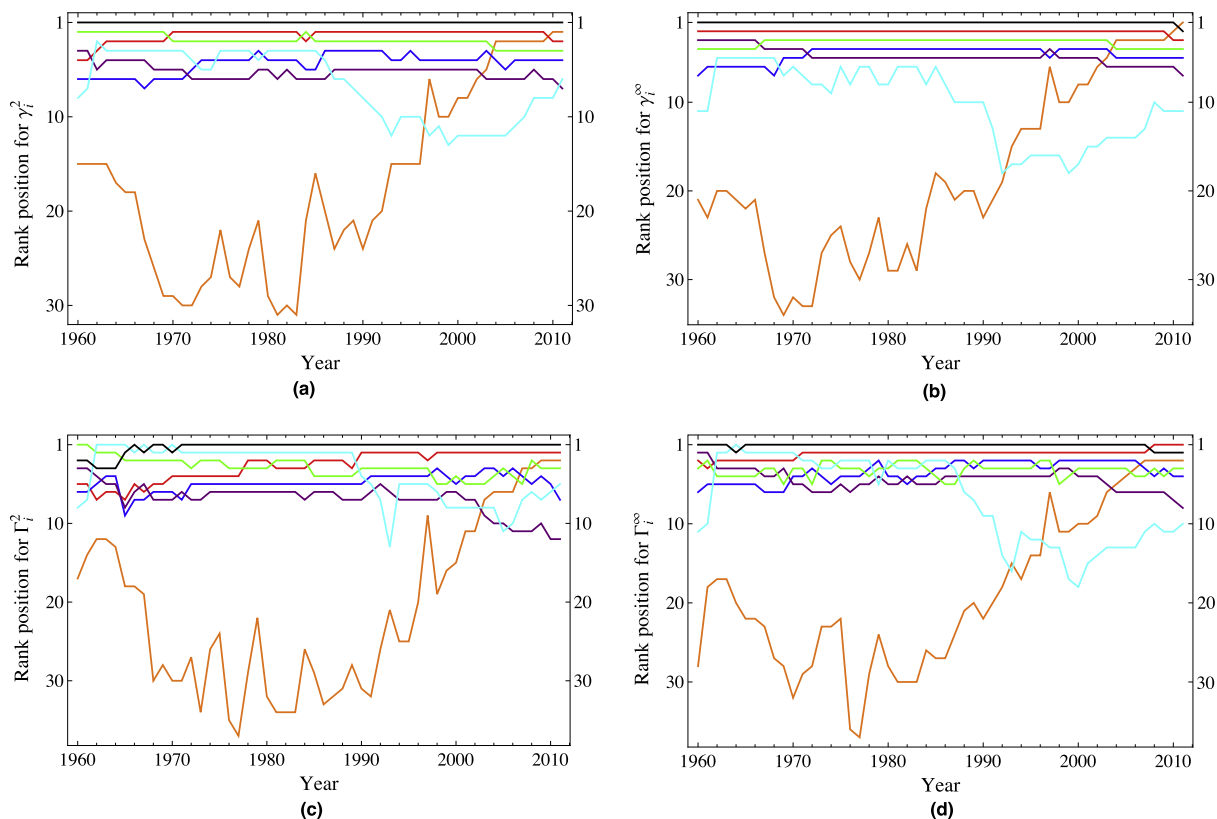 1 1
10 10
20 20
30 30
Rank position for γ_i^2
1960 1970 1980 1990 2000 2010
Year
(a)
1 1
10 10
20 20
30 30
Rank position for γ_i^∞
1960 1970 1980 1990 2000 2010
Year
(b)
1 1
10 10
20 20
30 30
Rank position for Γ_i^2
1960 1970 1980 1990 2000 2010
Year
(c)
1 1
10 10
20 20
30 30
Rank position for Γ_i^∞
1960 1970 1980 1990 2000 2010
Year
(d)